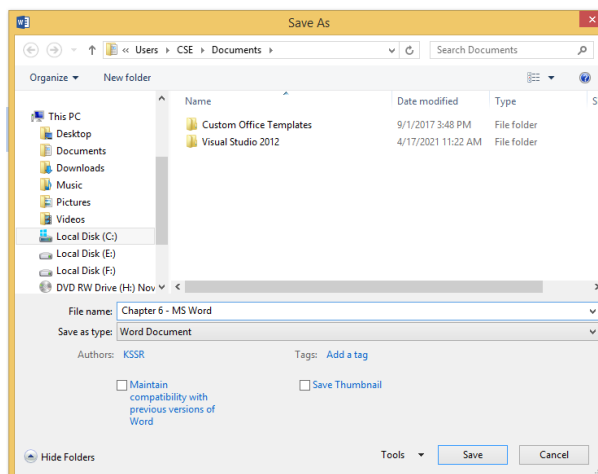 Save As
« Users ▸ CSE ▸ Documents ▸
Search Documents
Organize
New folder
Name
Date modified
Type
S
This PC
Desktop
Documents
Downloads
Music
Pictures
Videos
Local Disk (C:)
Local Disk (E:)
Local Disk (F:)
DVD RW Drive (H:) Nov
Custom Office Templates 9/1/2017 3:48 PM File folder
Visual Studio 2012 4/17/2021 11:22 AM File folder
File name: Chapter 6 - MS Word
Save as type: Word Document
Authors: KSSR
Tags: Add a tag
Maintain
compatibility with
previous versions of
Word
Save Thumbnail
Hide Folders
Tools
Save
Cancel